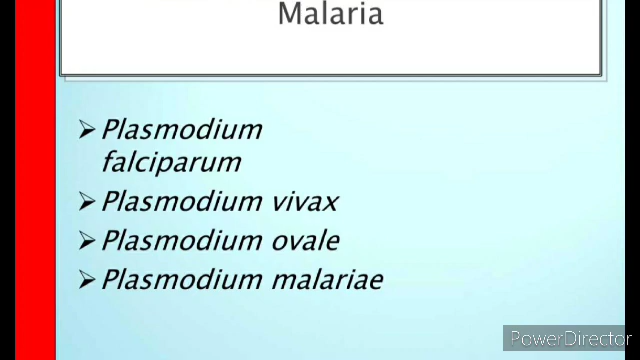 Malaria
➢ Plasmodium
falciparum
➢ Plasmodium vivax
➢ Plasmodium ovale
➢ Plasmodium malariae
PowerDirector